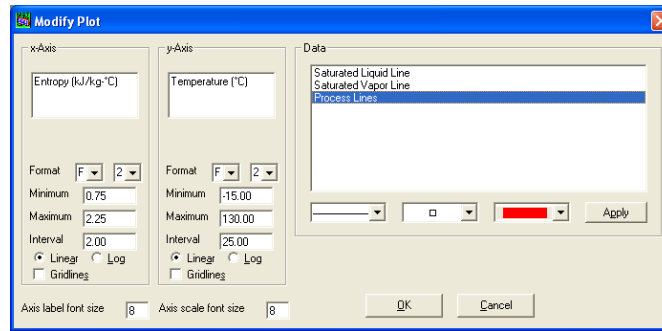 Modify Plot
x-Axis
Entropy (kJ/kg-°C)
Format F 2
Minimum 0.75
Maximum 2.25
Interval 2.00
Linear Log
Gridlines
y-Axis
Temperature (°C)
Format F 2
Minimum -15.00
Maximum 130.00
Interval 25.00
Linear Log
Gridlines
Data
Saturated Liquid Line
Saturated Vapor Line
Process Lines
Apply
Axis label font size 8
Axis scale font size 8
OK
Cancel